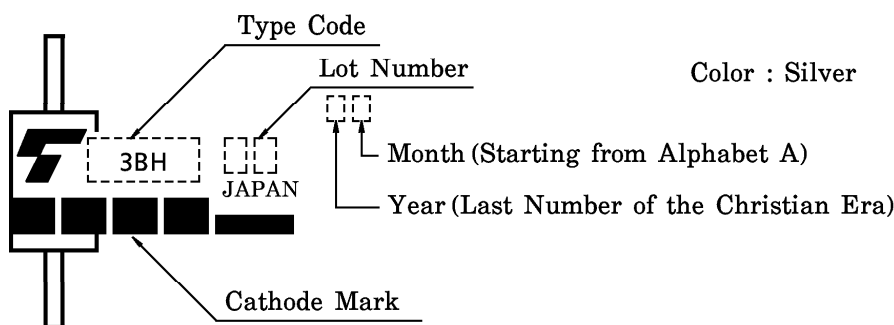 Type Code
Lot Number
Color : Silver
3BH
Month (Starting from Alphabet A)
JAPAN
Year (Last Number of the Christian Era)
Cathode Mark